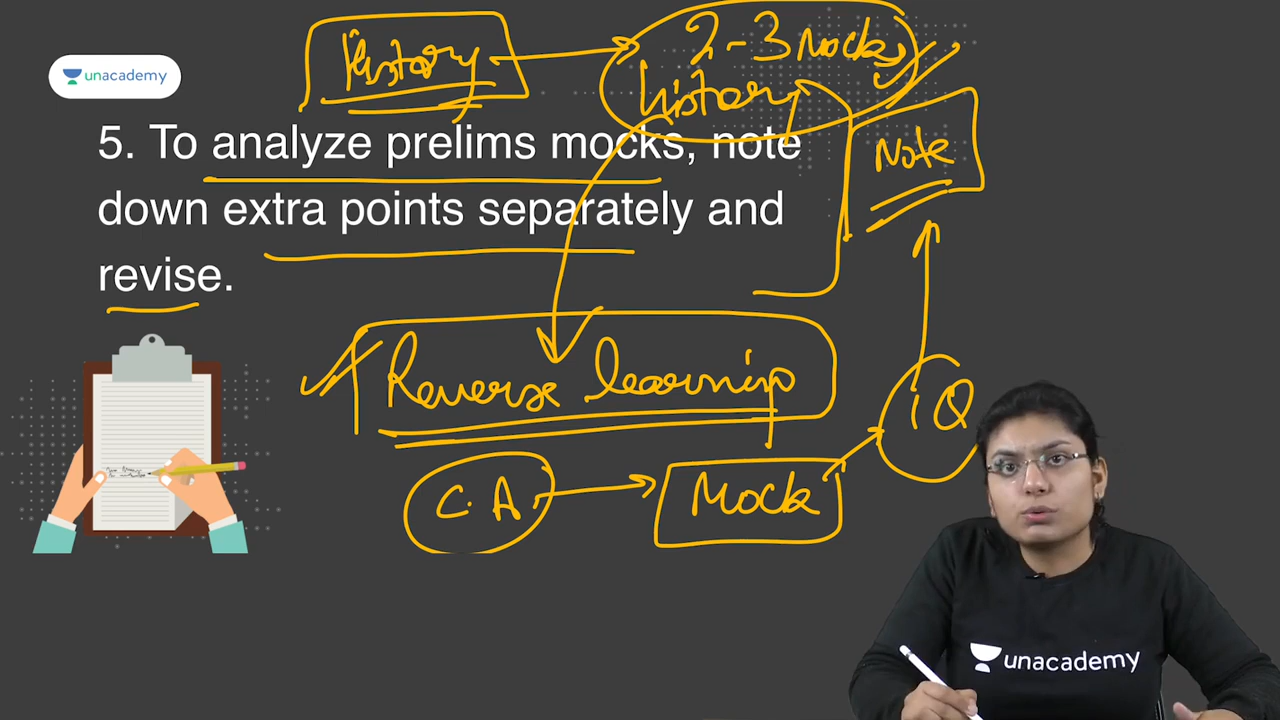 History
2-3 Mocks
history
unacademy
5. To analyze prelims mocks, note
down extra points separately and
revise.
Note
Reverse learning
1 Q
C.A.
Mock
unacademy